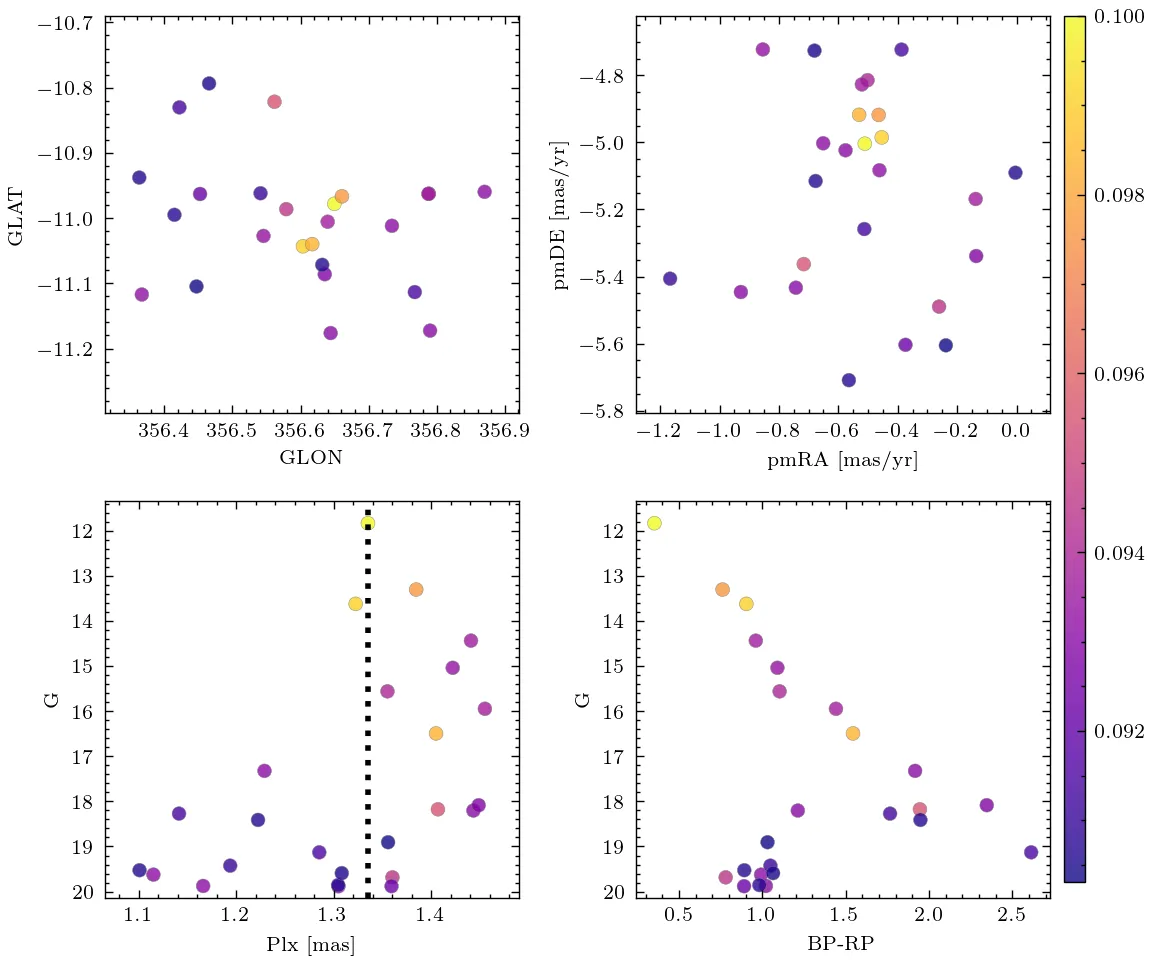 −10.7
−10.8
−10.9
−11.0
−11.1
−11.2
GLAT
356.4 356.5 356.6 356.7 356.8 356.9
GLON
−4.8
−5.0
−5.2
−5.4
−5.6
−5.8
pmDE [mas/yr]
−1.2 −1.0 −0.8 −0.6 −0.4 −0.2 0.0
pmRA [mas/yr]
0.100
0.098
0.096
0.094
0.092
12
13
14
15
16
17
18
19
20
G
1.1 1.2 1.3 1.4
Plx [mas]
12
13
14
15
16
17
18
19
20
G
0.5 1.0 1.5 2.0 2.5
BP-RP